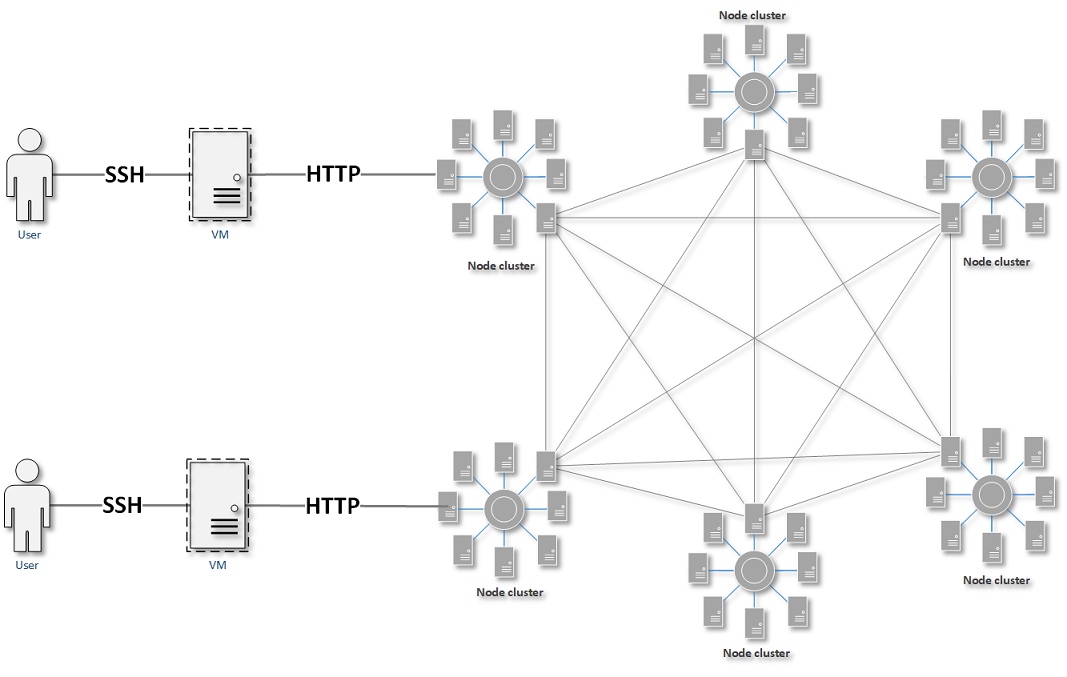 Node cluster
SSH
HTTP
User
VM
Node cluster
Node cluster
SSH
HTTP
User
VM
Node cluster
Node cluster
Node cluster